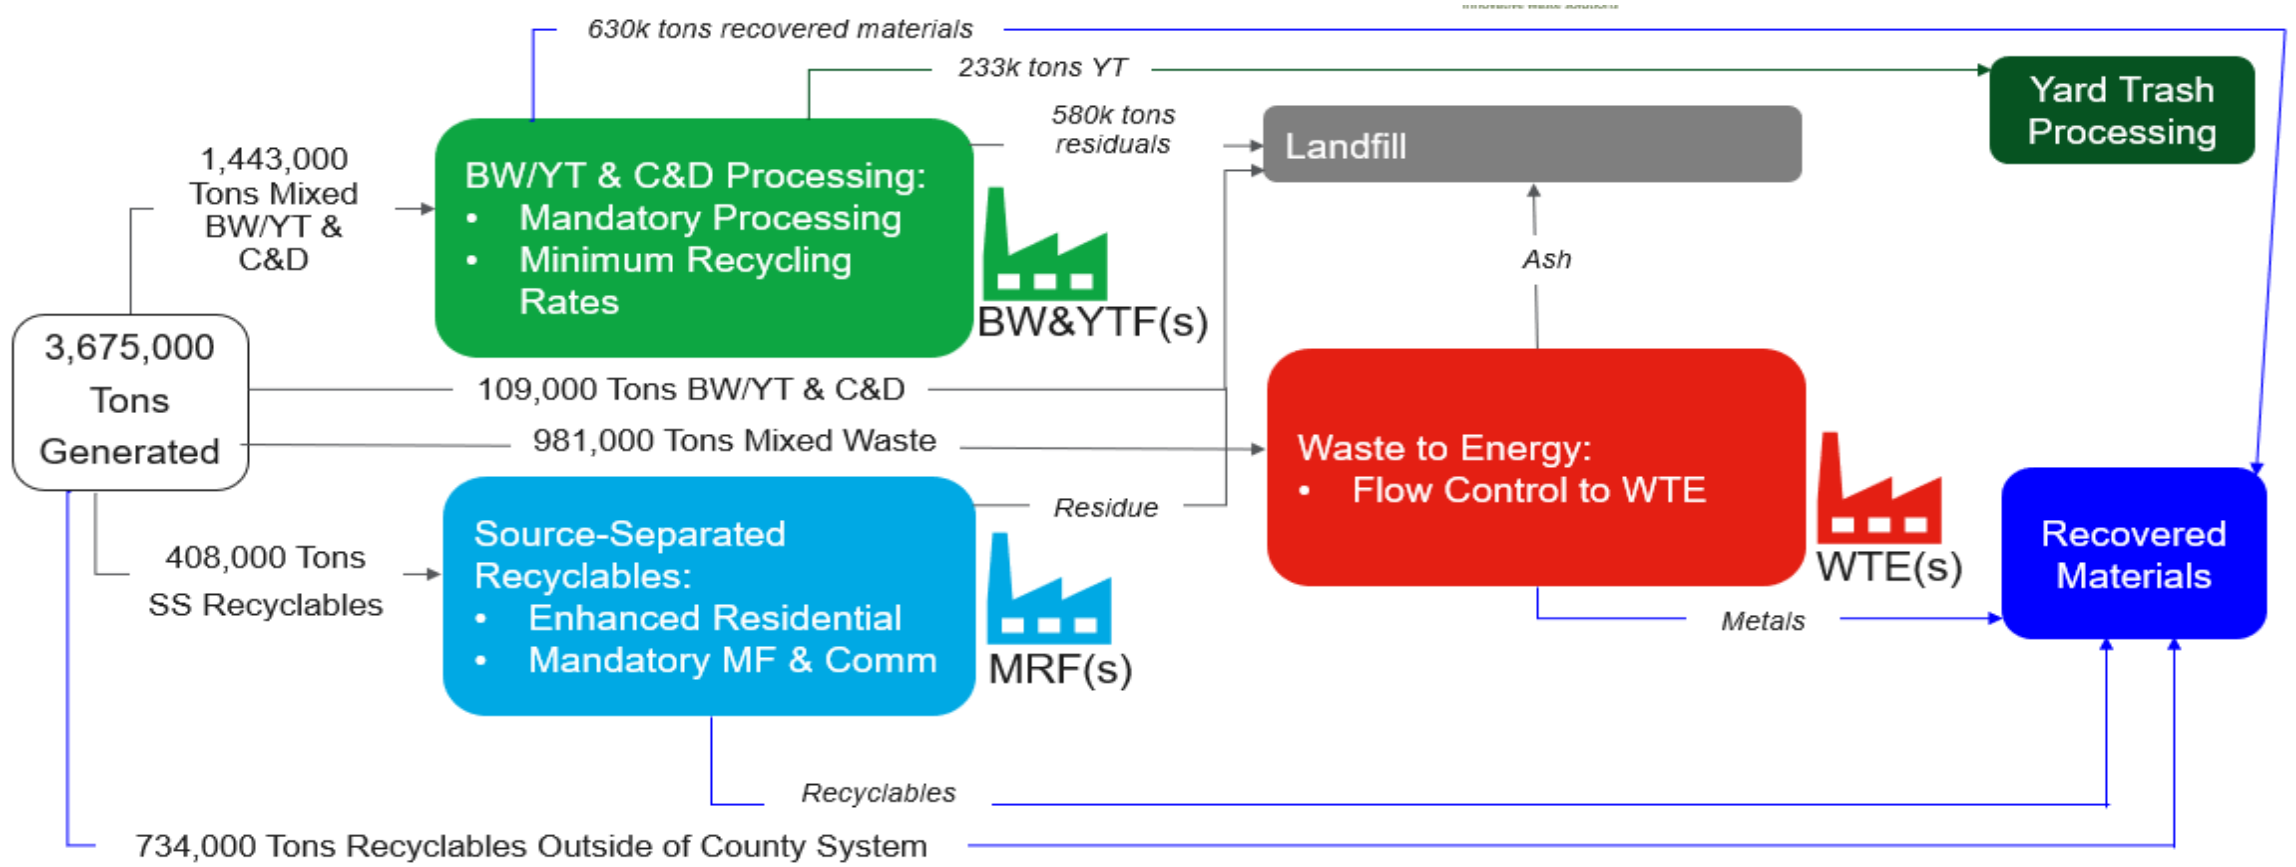 630k tons recovered materials
233k tons YT
580k tons
residuals
Yard Trash
Processing
Landfill
1,443,000
Tons Mixed
BW/YT &
C&D
BW/YT & C&D Processing:
• Mandatory Processing
• Minimum Recycling
Rates
BW&YTF(s)
Ash
3,675,000
Tons
Generated
109,000 Tons BW/YT & C&D
981,000 Tons Mixed Waste
Waste to Energy:
• Flow Control to WTE
WTE(s)
Residue
Recovered
Materials
408,000 Tons
SS Recyclables
Source-Separated
Recyclables:
• Enhanced Residential
• Mandatory MF & Comm
MRF(s)
Metals
Recyclables
734,000 Tons Recyclables Outside of County System